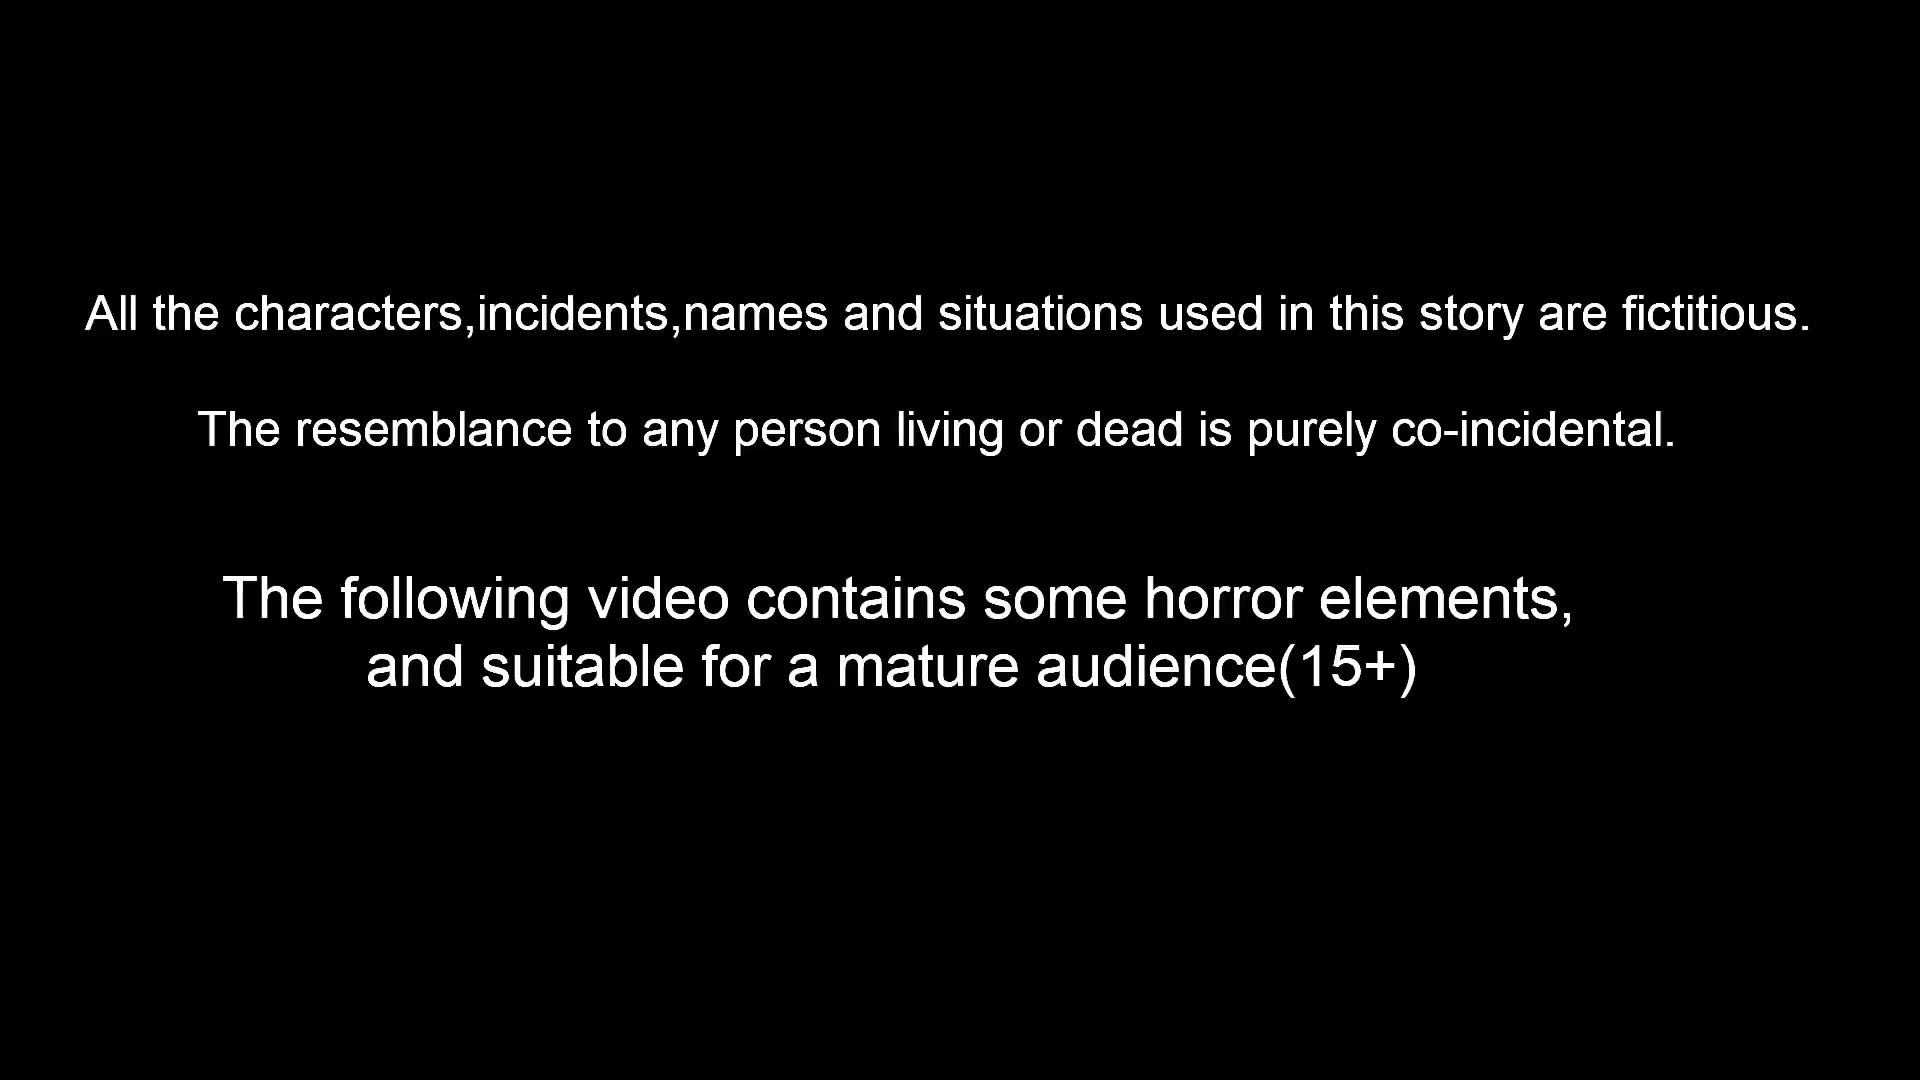 All the characters,incidents,names and situations used in this story are fictitious.
The resemblance to any person living or dead is purely co-incidental.
The following video contains some horror elements,
and suitable for a mature audience(15+)